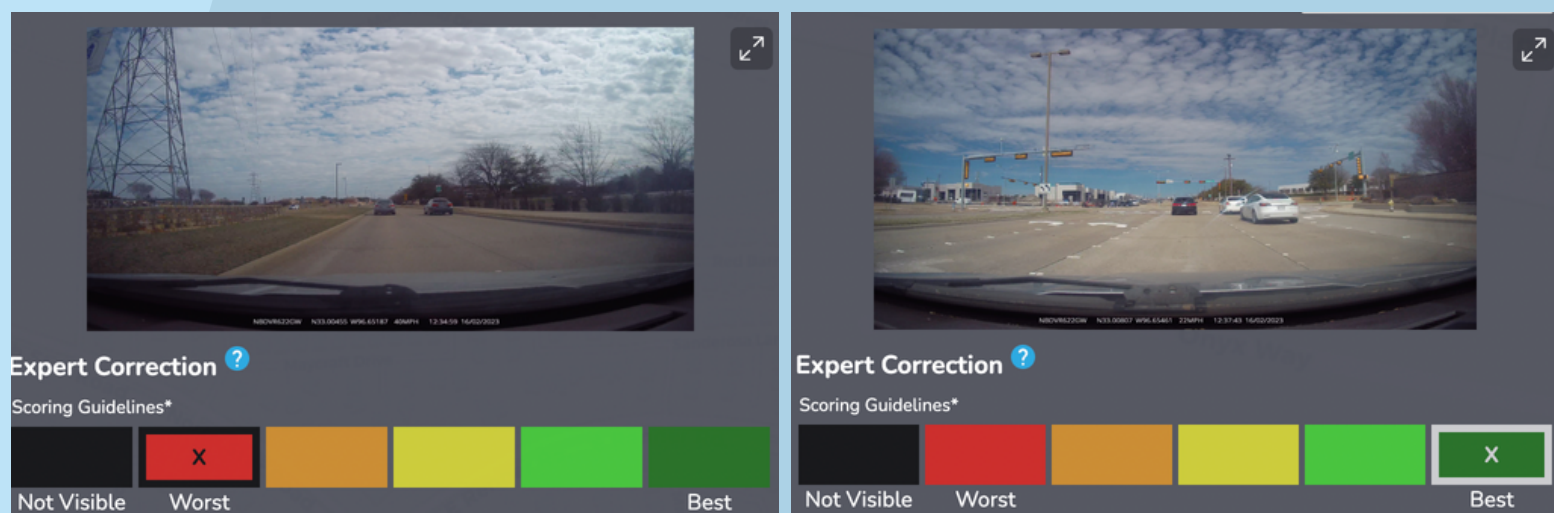 NBDVR622GW N33.00455 W96.65187 40MPH 12:34:59 16/02/2023
Expert Correction ?
Scoring Guidelines*
X
Not Visible Worst Best
NBDVR622GW N33.00807 W96.65461 22MPH 12:37:43 16/02/2023
Expert Correction ?
Scoring Guidelines*
X
Not Visible Worst Best